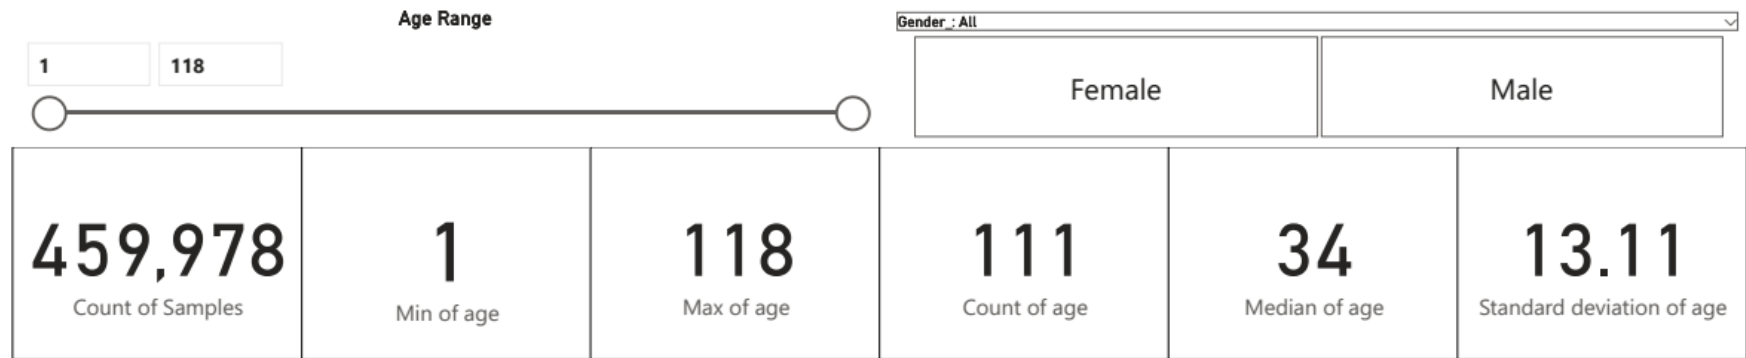 Age Range
Gender_: All
1
118
Female
Male
459,978
Count of Samples
1
Min of age
118
Max of age
111
Count of age
34
Median of age
13.11
Standard deviation of age